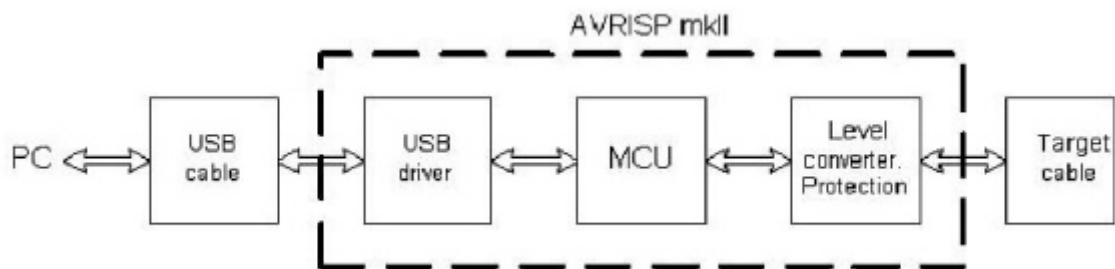 AVRISP mkII
PC
USB
cable
USB
driver
MCU
Level
converter.
Protection
Target
cable